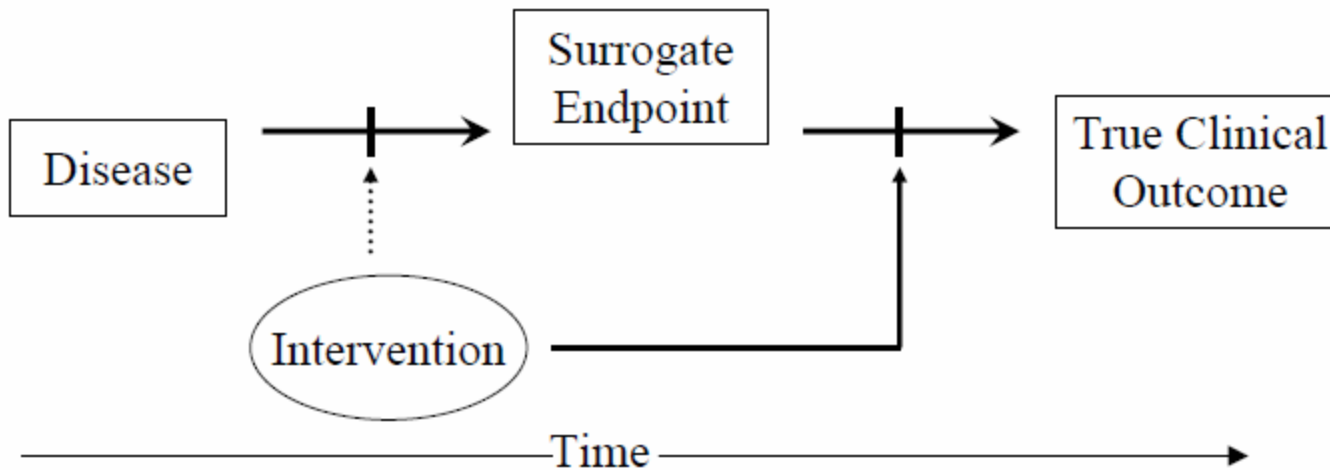 Disease
Surrogate
Endpoint
True Clinical
Outcome
Intervention
Time